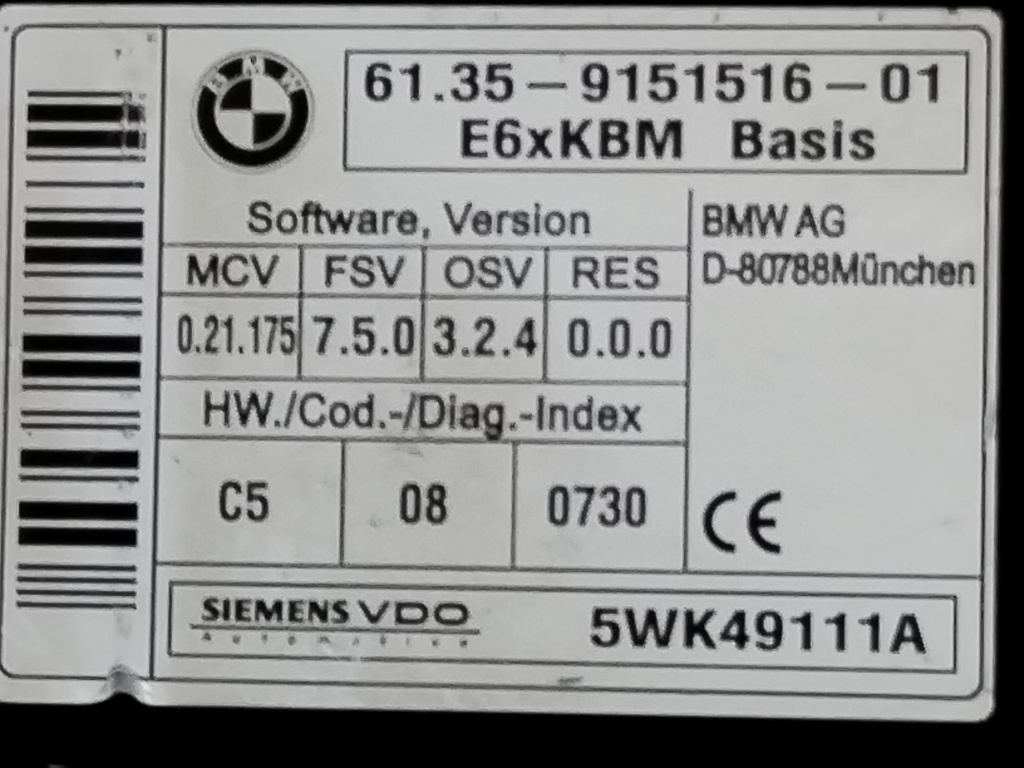 BMW
61.35-9151516-01
E6xKBM Basis
Software, Version
MCV FSV OSV RES
0.21.175 7.5.0 3.2.4 0.0.0
HW./Cod.-/Diag.-Index
C5 08 0730
BMW AG
D-80788München
CE
SIEMENS VDO
Automotive
5WK49111A